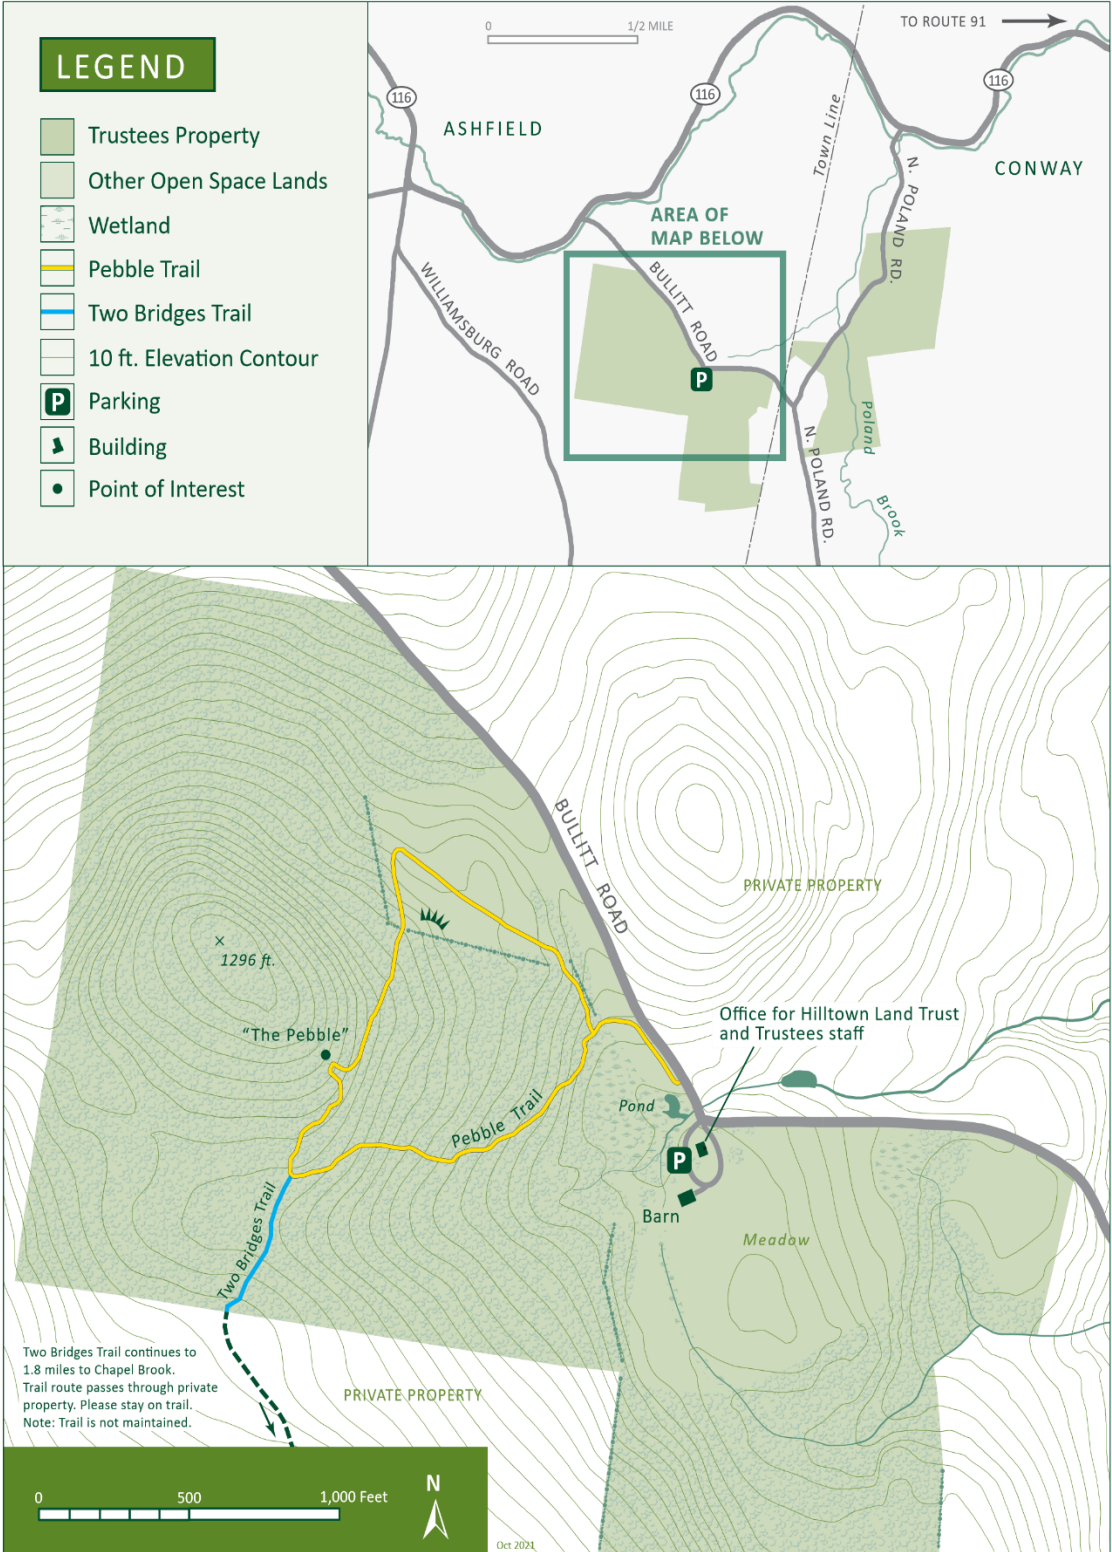 LEGEND
Trustees Property
Other Open Space Lands
Wetland
Pebble Trail
Two Bridges Trail
10 ft. Elevation Contour
P
Parking
Building
Point of Interest
0
1/2 MILE
TO ROUTE 91
116
116
116
ASHFIELD
Town Line
CONWAY
N. POLAND RD.
AREA OF
MAP BELOW
BULLITT ROAD
WILLIAMSBURG ROAD
P
Poland
Brook
N. POLAND RD.
BULLITT ROAD
PRIVATE PROPERTY
1296 ft.
"The Pebble"
Office for Hilltown Land Trust
and Trustees staff
Pond
Pebble Trail
P
Barn
Meadow
Two Bridges Trail
Two Bridges Trail continues to
1.8 miles to Chapel Brook.
Trail route passes through private
property. Please stay on trail.
Note: Trail is not maintained.
PRIVATE PROPERTY
0
500
1,000 Feet
N
Oct 2021